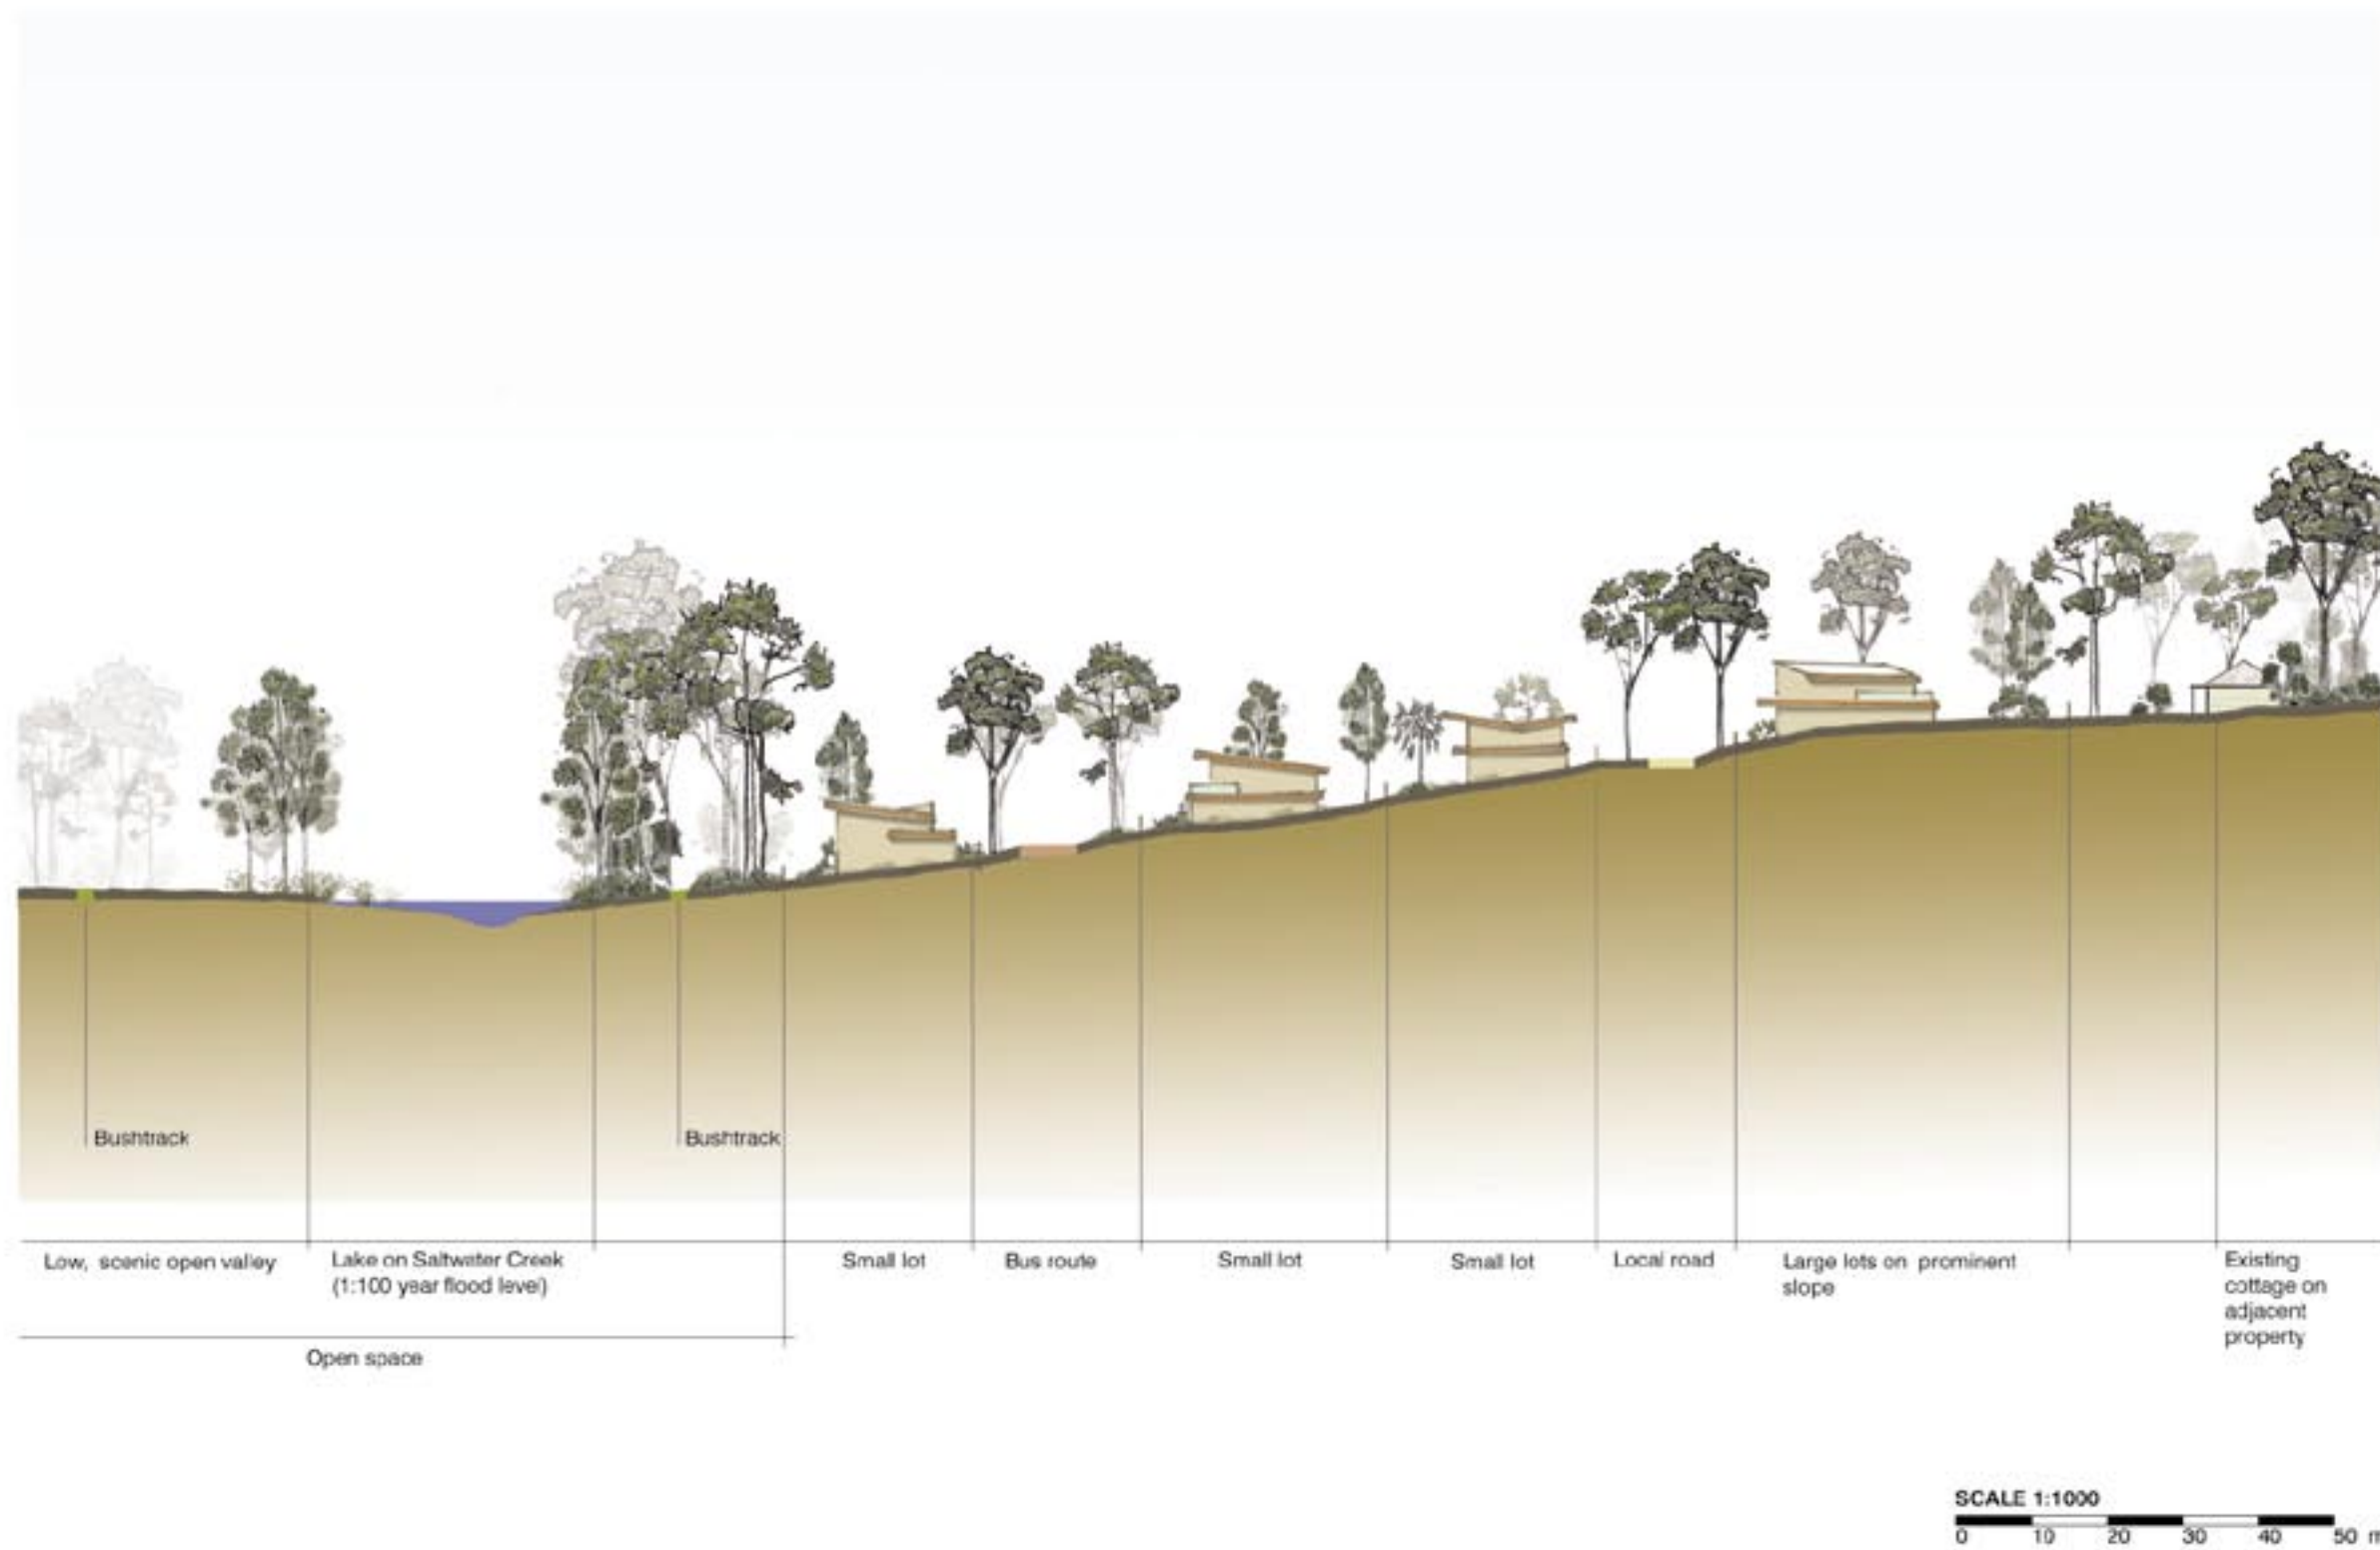 Bushtrack
Bushtrack
Low, scenic open valley
Lake on Saltwater Creek
(1:100 year flood level)
Small lot
Bus route
Small lot
Small lot
Local road
Large lots on prominent
slope
Existing
cottage on
adjacent
property
Open space
SCALE 1:1000
0 10 20 30 40 50 m